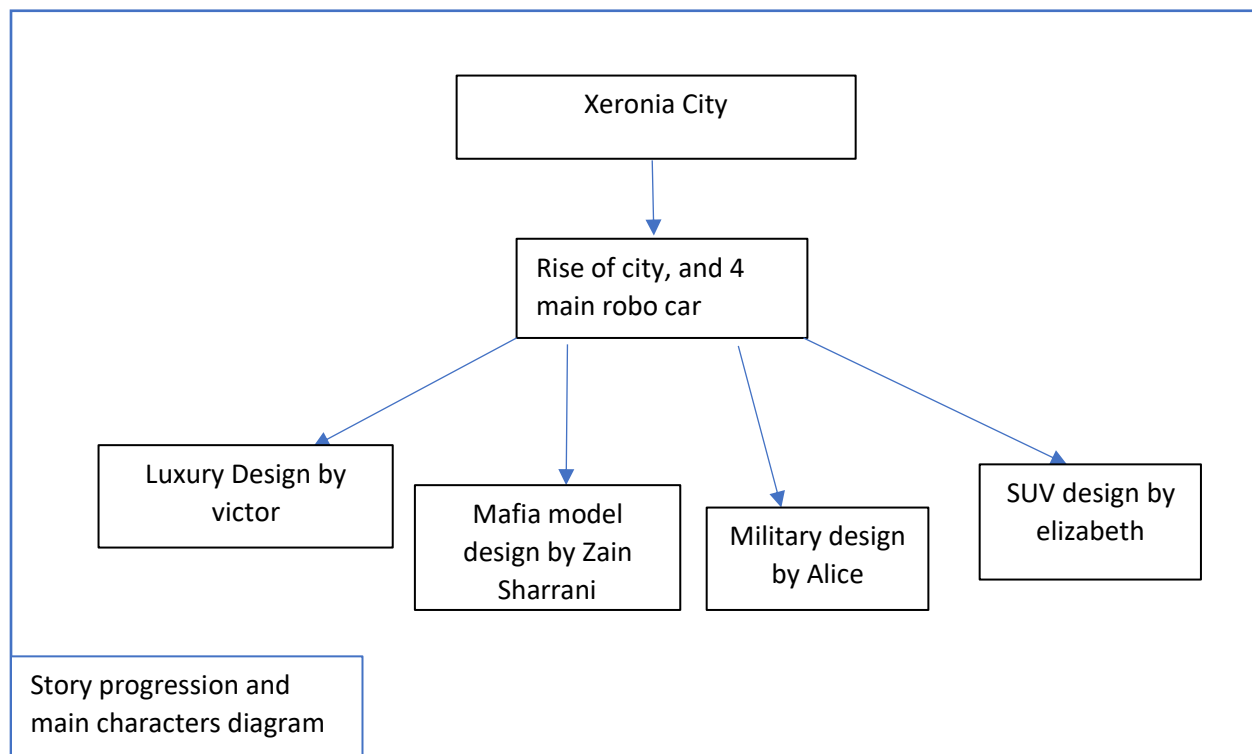 Xeronia City
Rise of city, and 4
main robo car
Luxury Design by
victor
Mafia model
design by Zain
Sharrani
Military design
by Alice
SUV design by
elizabeth
Story progression and
main characters diagram